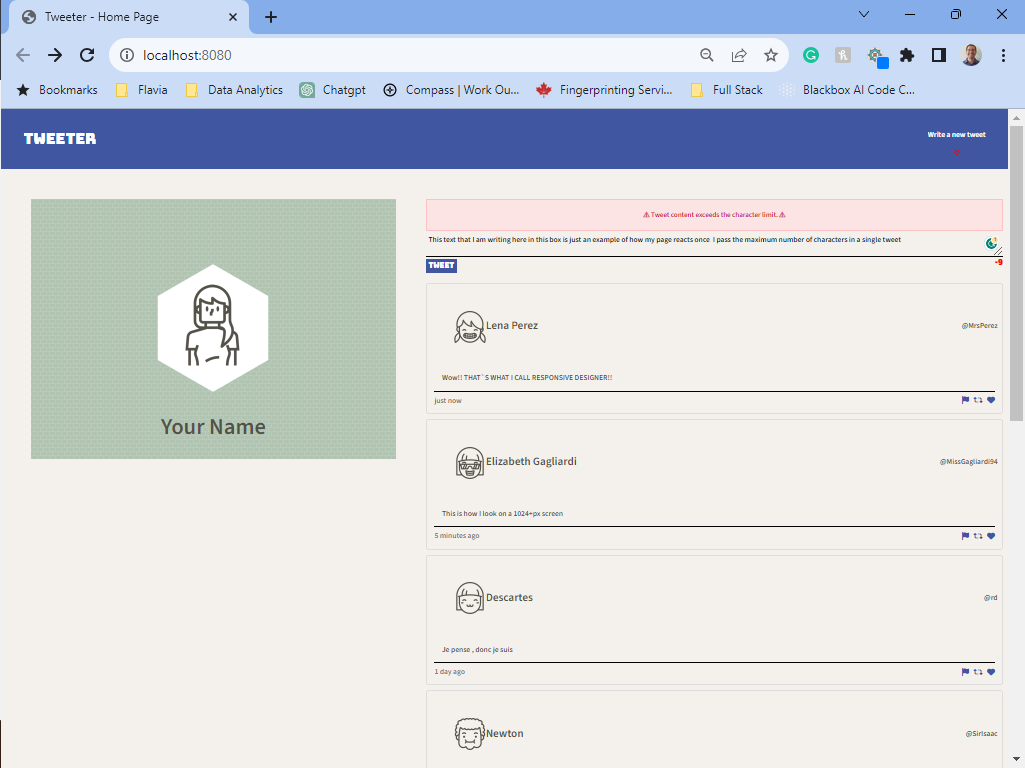 Tweeter - Home Page
localhost:8080
Bookmarks
Flavia
Data Analytics
Chatgpt
Compass | Work Ou...
Fingerprinting Servi...
Full Stack
Blackbox AI Code C...
TWEETER
Write a new tweet
⚠ Tweet content exceeds the character limit. ⚠
This text that I am writing here in this box is just an example of how my page reacts once I pass the maximum number of characters in a single tweet
TWEET
-9
Your Name
Lena Perez
@MrsPerez
Wow!! THAT`S WHAT I CALL RESPONSIVE DESIGNER!!
just now
Elizabeth Gagliardi
@MissGagliardi94
This is how I look on a 1024+px screen
5 minutes ago
Descartes
@rd
Je pense , donc je suis
1 day ago
Newton
@SirIsaac